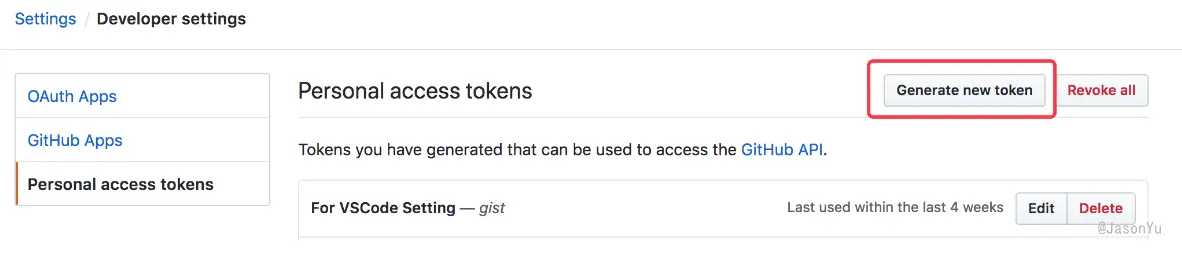 Settings / Developer settings
OAuth Apps
GitHub Apps
Personal access tokens
Personal access tokens
Generate new token
Revoke all
Tokens you have generated that can be used to access the GitHub API.
For VSCode Setting — gist
Last used within the last 4 weeks
Edit
Delete
@JasonYu